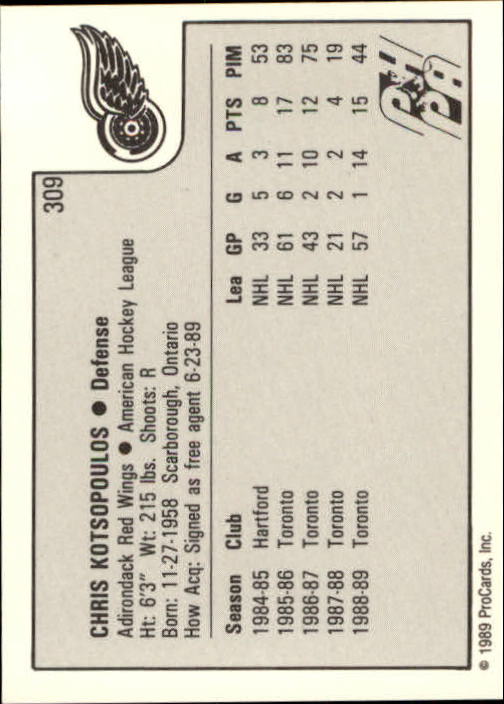 309
CHRIS KOTSOPOULOS ● Defense
Adirondack Red Wings ● American Hockey League
Ht: 6'3" Wt: 215 lbs. Shoots: R
Born: 11-27-1958 Scarborough, Ontario
How Acq: Signed as free agent 6-23-89
Season Club Lea GP G A PTS PIM
1984-85 Hartford NHL 33 5 3 8 53
1985-86 Toronto NHL 61 6 11 17 83
1986-87 Toronto NHL 43 2 10 12 75
1987-88 Toronto NHL 21 2 2 4 19
1988-89 Toronto NHL 57 1 14 15 44
© 1989 ProCards, Inc.